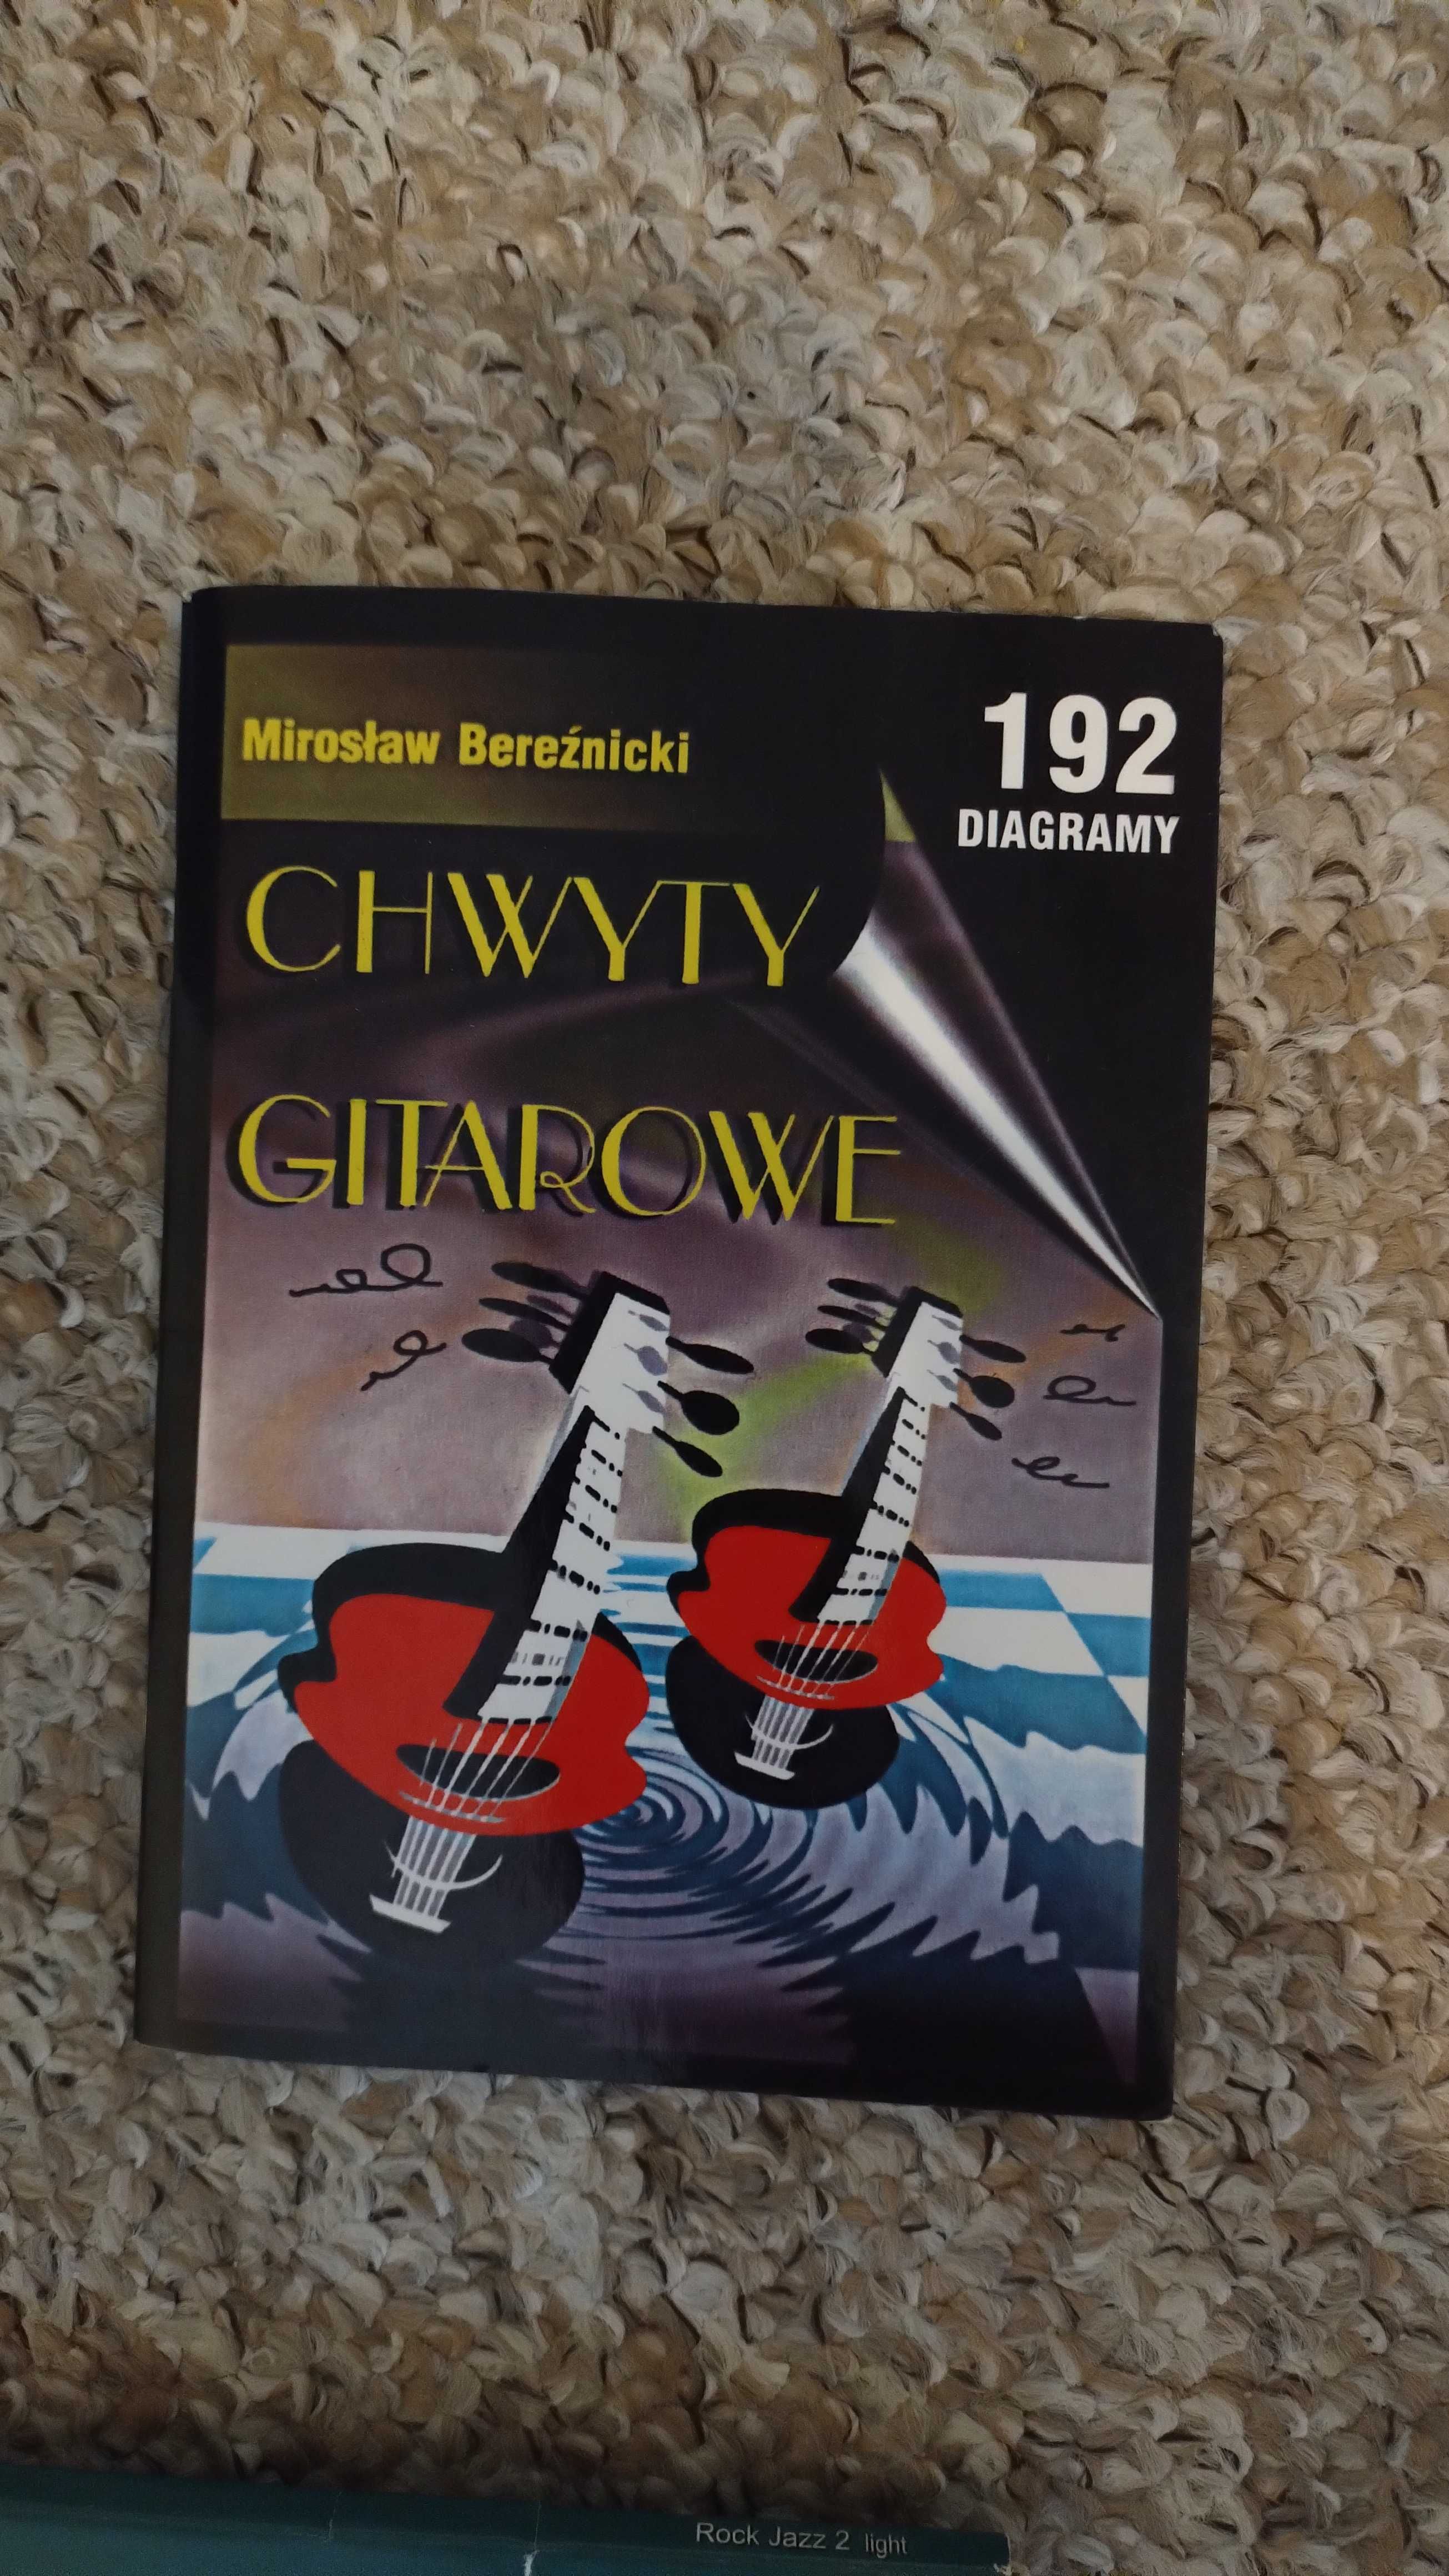 Mirosław Bereźnicki
192
DIAGRAMY
CHWYTY
GITAROWE
Rock Jazz 2 light